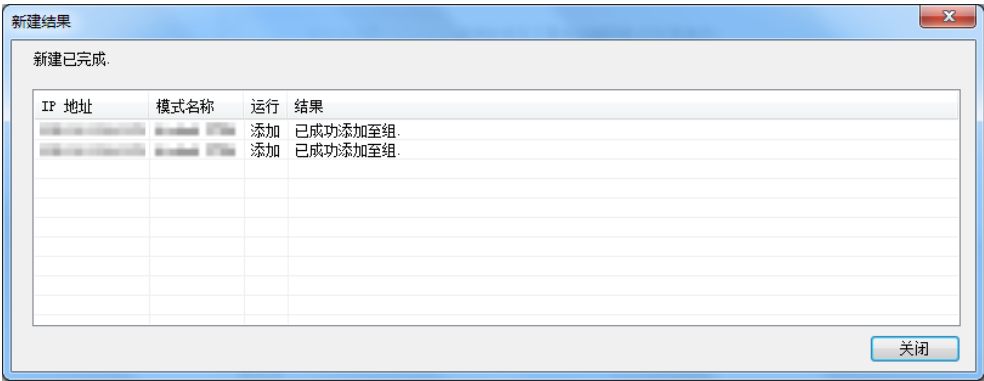 新建结果
新建已完成.
IP 地址 模式名称 运行 结果
添加 已成功添加至组.
添加 已成功添加至组.
关闭